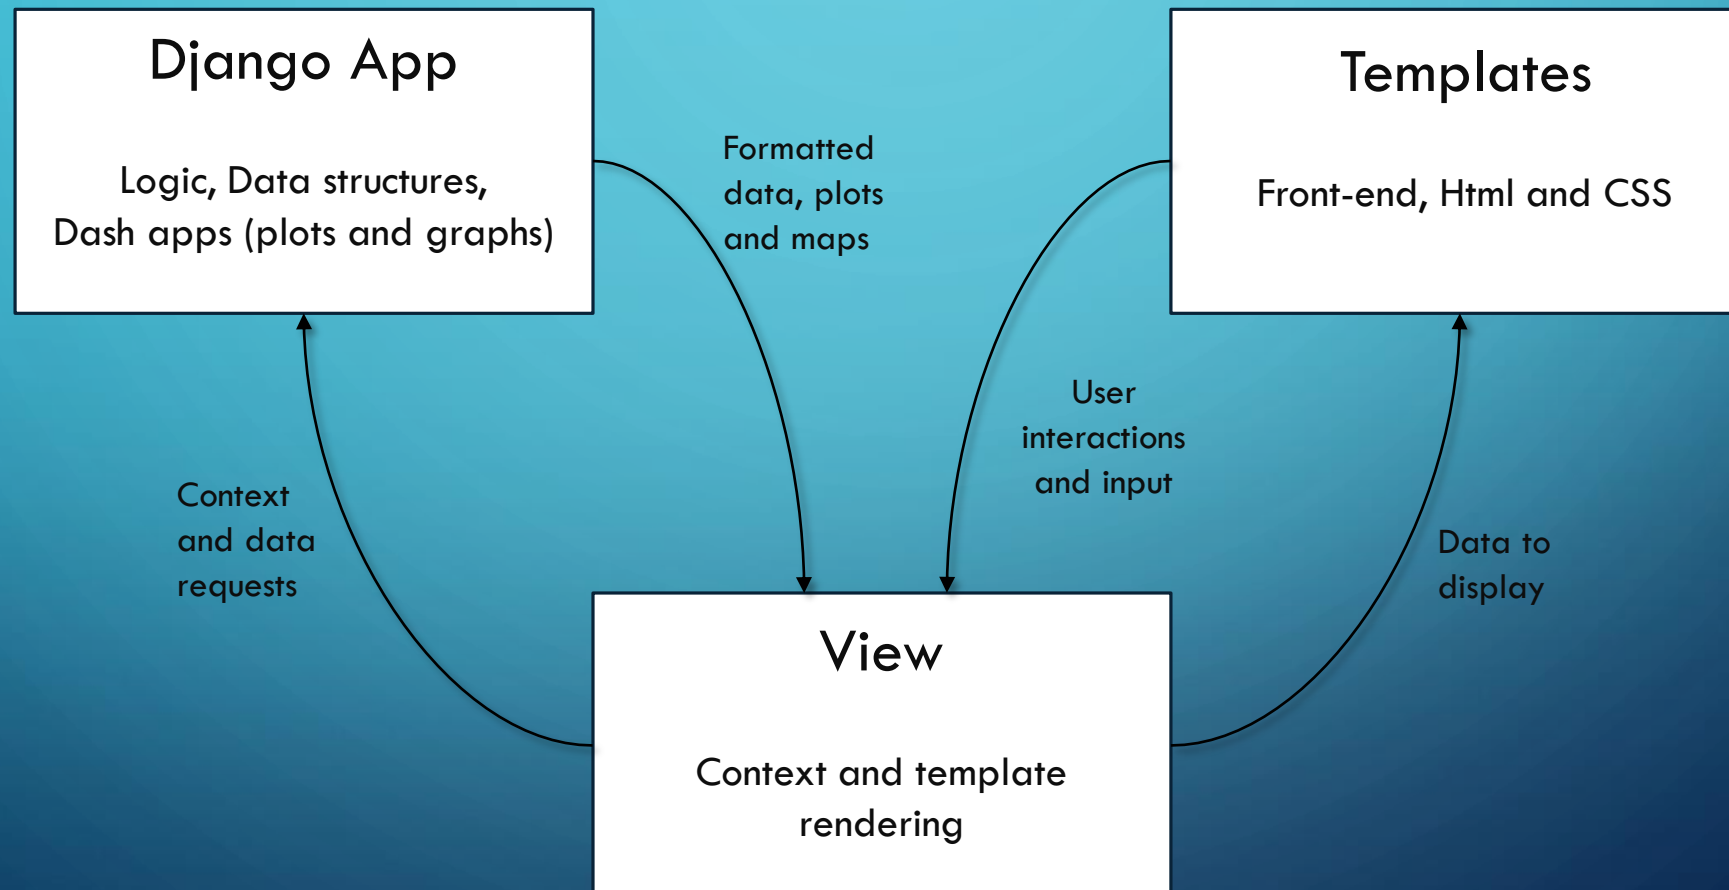 Django App
Logic, Data structures,
Dash apps (plots and graphs)
Templates
Front-end, Html and CSS
Formatted
data, plots
and maps
User
interactions
and input
Context
and data
requests
Data to
display
View
Context and template
rendering